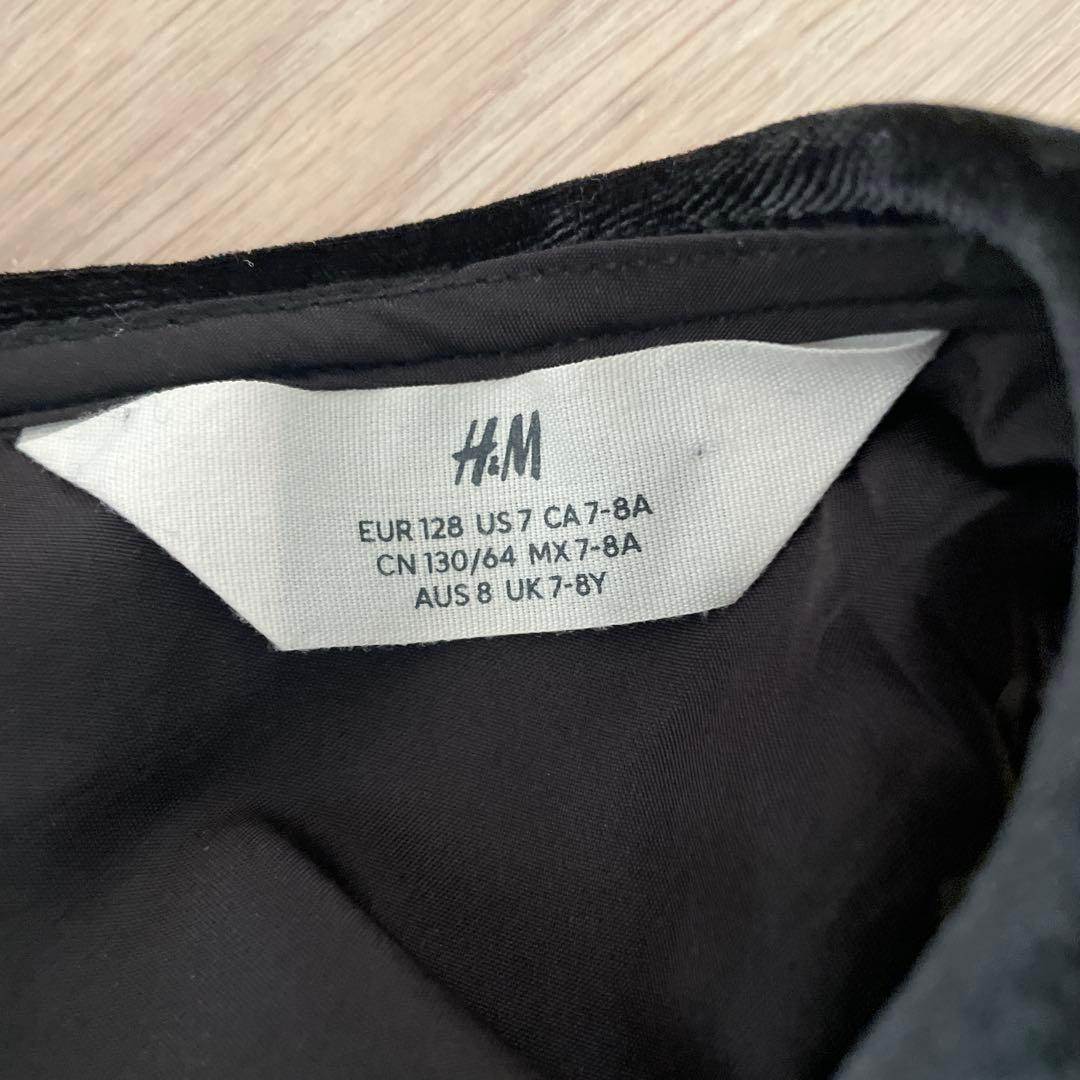 H&M
EUR 128 US 7 CA 7-8A
CN 130/64 MX 7-8A
AUS 8 UK 7-8Y